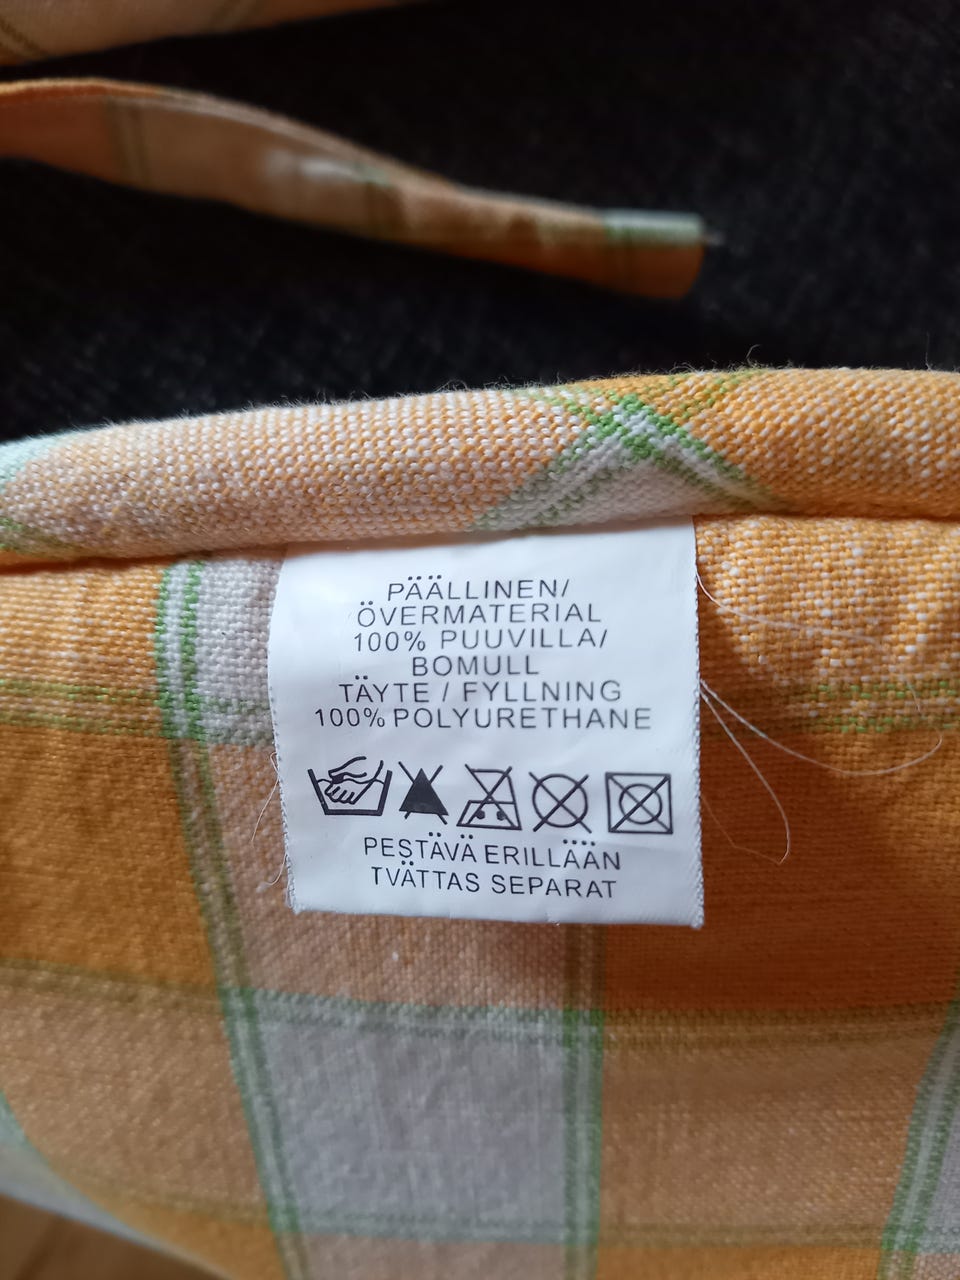 PÄÄLLINEN/
ÖVERMATERIAL
100% PUUVILLA/
BOMULL
TÄYTE / FYLLNING
100% POLYURETHANE
PESTÄVÄ ERILLÄÄN
TVÄTTAS SEPARAT